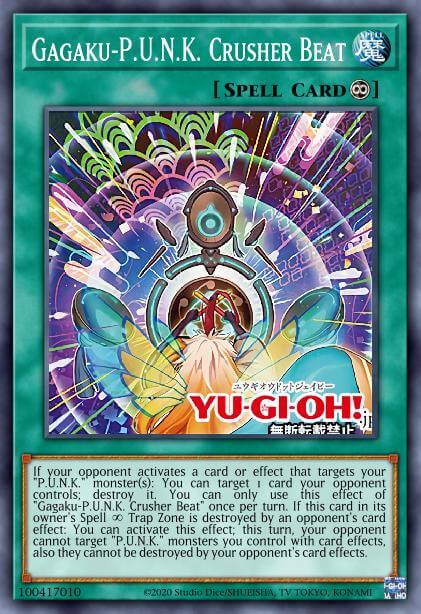 Gagaku-P.U.N.K. Crusher Beat
SPELL
魔
[Spell Card∞]
ユウギオウドットジェイピー
YU-GI-OH!
無断転載禁止
If your opponent activates a card or effect that targets your
"P.U.N.K." monster(s): You can target 1 card your opponent
controls; destroy it. You can only use this effect of
"Gagaku-P.U.N.K. Crusher Beat" once per turn. If this card in its
owner's Spell ∞ Trap Zone is destroyed by an opponent's card
effect: You can activate this effect; this turn, your opponent
cannot target "P.U.N.K." monsters you control with card effects,
also they cannot be destroyed by your opponent's card effects.
100417010
©2020 Studio Dice/SHUEISHA, TV TOKYO, KONAMI